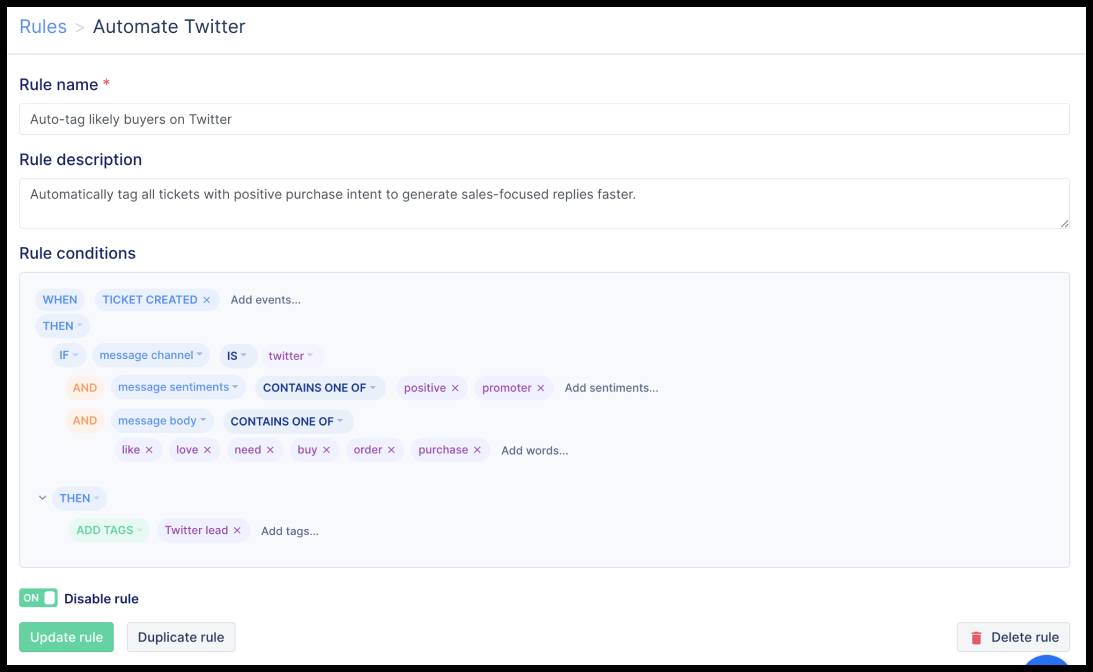 Rules > Automate Twitter
Rule name *
Auto-tag likely buyers on Twitter
Rule description
Automatically tag all tickets with positive purchase intent to generate sales-focused replies faster.
Rule conditions
WHEN TICKET CREATED × Add events...
THEN
IF message channel IS twitter
AND message sentiments CONTAINS ONE OF positive × promoter × Add sentiments...
AND message body CONTAINS ONE OF
like × love × need × buy × order × purchase × Add words...
THEN
ADD TAGS Twitter lead × Add tags...
ON Disable rule
Update rule Duplicate rule Delete rule